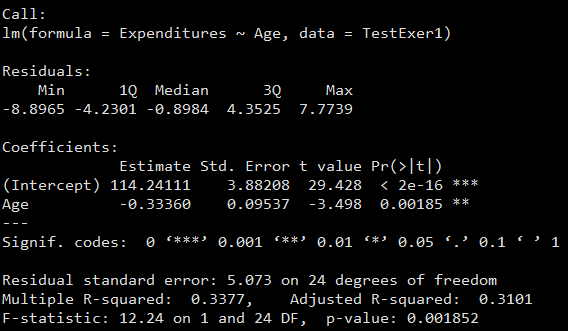 Call:
lm(formula = Expenditures ~ Age, data = TestExer1)
Residuals:
    Min      1Q  Median      3Q     Max
-8.8965 -4.2301 -0.8984  4.3525  7.7739
Coefficients:
             Estimate Std. Error t value Pr(>|t|)
(Intercept) 114.24111    3.88208  29.428  < 2e-16 ***
Age          -0.33360    0.09537  -3.498  0.00185 **
---
Signif. codes:  0 ‘***’ 0.001 ‘**’ 0.01 ‘*’ 0.05 ‘.’ 0.1 ‘ ’ 1
Residual standard error: 5.073 on 24 degrees of freedom
Multiple R-squared:  0.3377,    Adjusted R-squared:  0.3101
F-statistic: 12.24 on 1 and 24 DF,  p-value: 0.001852